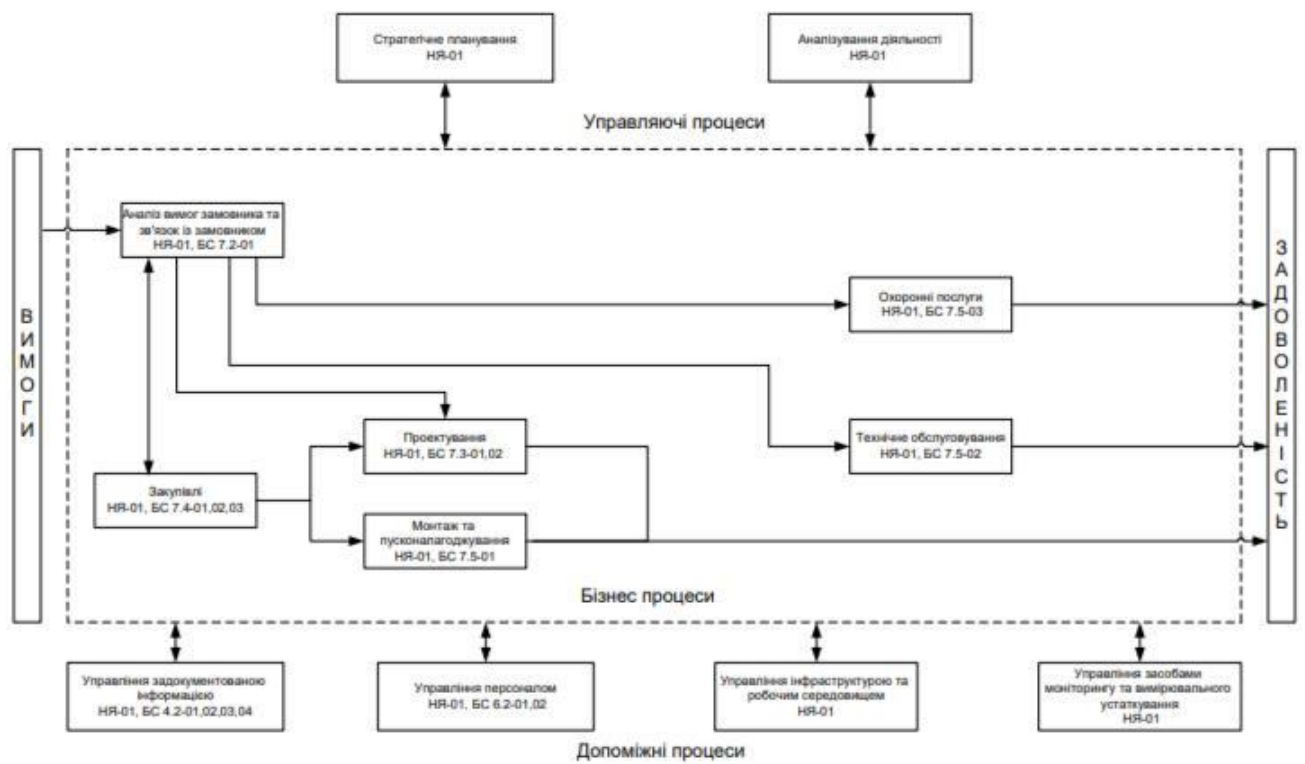 Стратегічне планування
НЯ-01
Аналізування діяльності
НЯ-01
Управляючі процеси
ВИМОГИ
Аналіз вимог замовника та
зв'язок із замовником
НЯ-01, БС 7.2-01
Охоронні послуги
НЯ-01, БС 7.5-03
Проектування
НЯ-01, БС 7.3-01,02
Технічне обслуговування
НЯ-01, БС 7.5-02
Закупівлі
НЯ-01, БС 7.4-01,02,03
Монтаж та
пусконалагоджування
НЯ-01, БС 7.5-01
ЗАДОВОЛЕНІСТЬ
Бізнес процеси
Управління задокументованою
інформацією
НЯ-01, БС 4.2-01,02,03,04
Управління персоналом
НЯ-01, БС 6.2-01,02
Управління інфраструктурою та
робочим середовищем
НЯ-01
Управління засобами
моніторингу та вимірювального
устаткування
НЯ-01
Допоміжні процеси